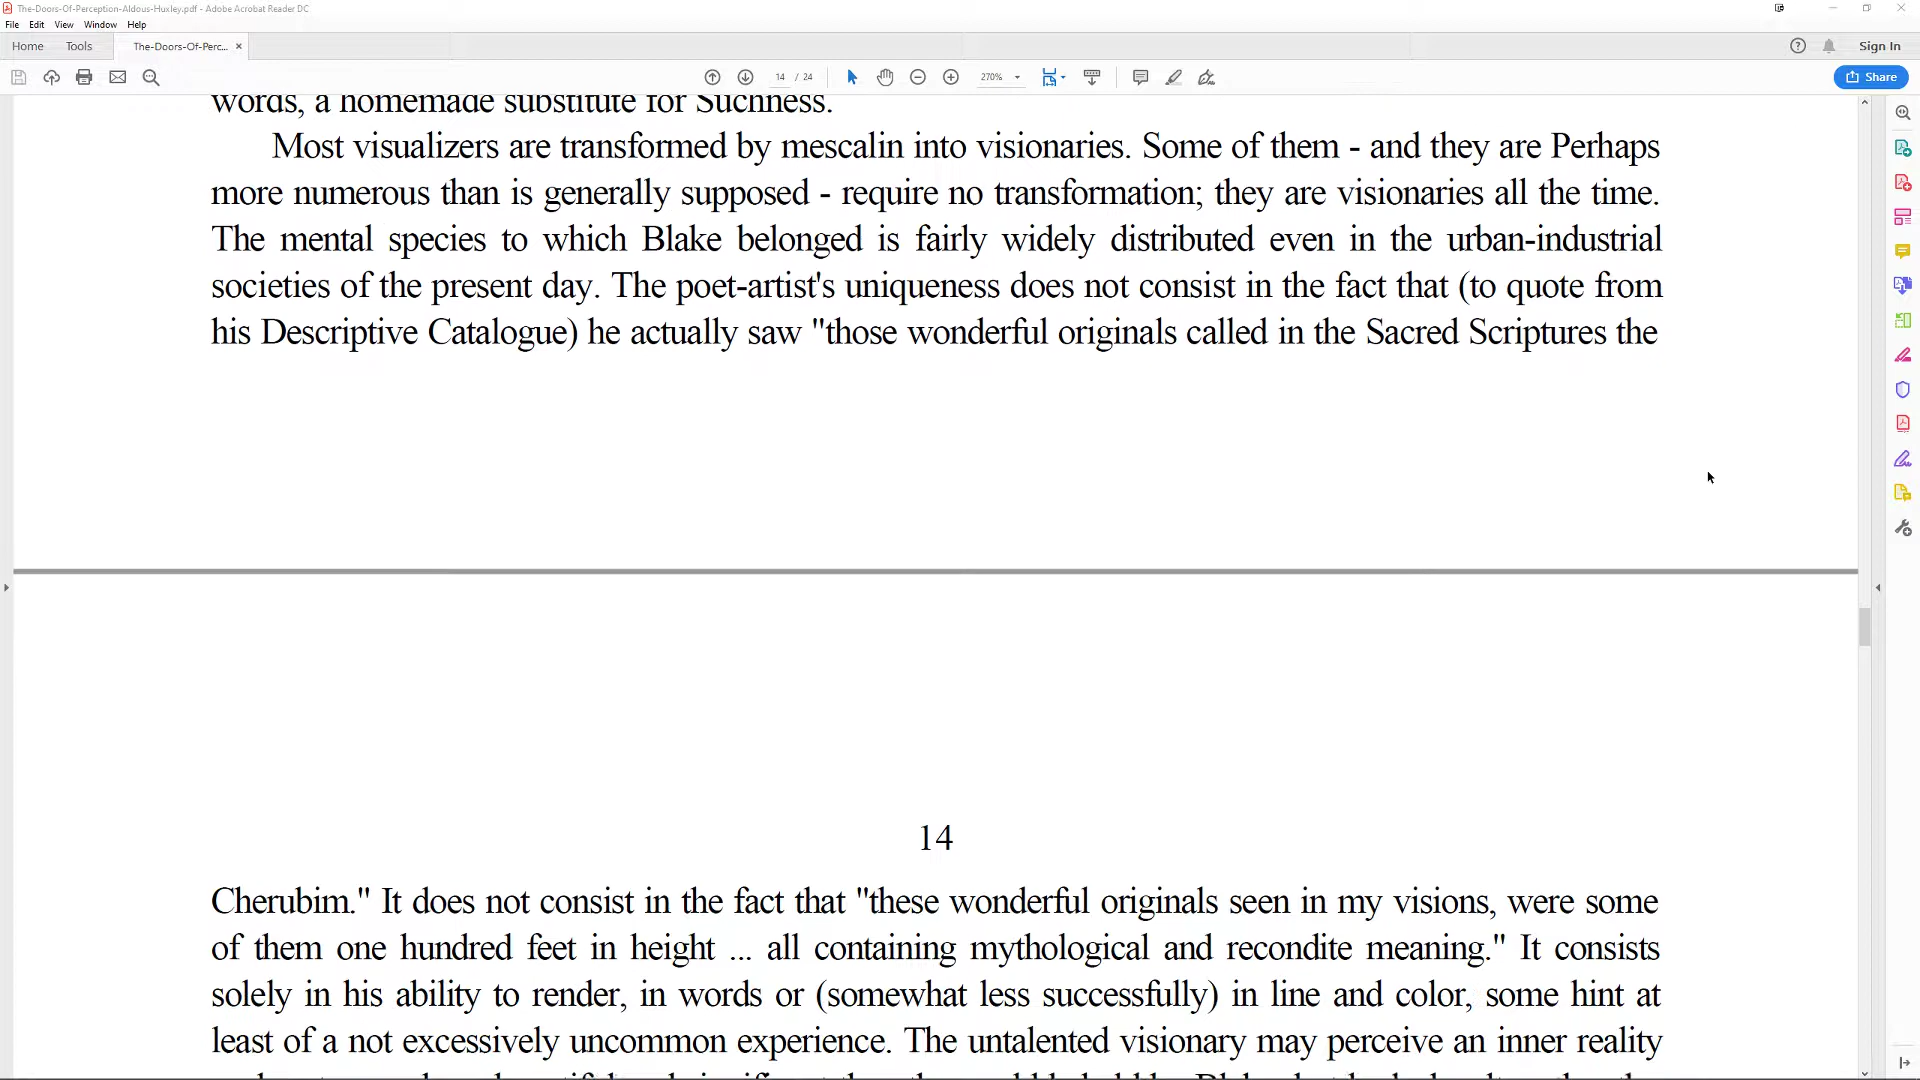 The-Doors-Of-Perception-Aldous-Huxley.pdf - Adobe Acrobat Reader DC
File Edit View Window Help
Home Tools The-Doors-Of-Perc... × Sign In
14 / 24 270% Share
words, a homemade substitute for Suchness.
Most visualizers are transformed by mescalin into visionaries. Some of them - and they are Perhaps
more numerous than is generally supposed - require no transformation; they are visionaries all the time.
The mental species to which Blake belonged is fairly widely distributed even in the urban-industrial
societies of the present day. The poet-artist's uniqueness does not consist in the fact that (to quote from
his Descriptive Catalogue) he actually saw "those wonderful originals called in the Sacred Scriptures the
14
Cherubim." It does not consist in the fact that "these wonderful originals seen in my visions, were some
of them one hundred feet in height ... all containing mythological and recondite meaning." It consists
solely in his ability to render, in words or (somewhat less successfully) in line and color, some hint at
least of a not excessively uncommon experience. The untalented visionary may perceive an inner reality